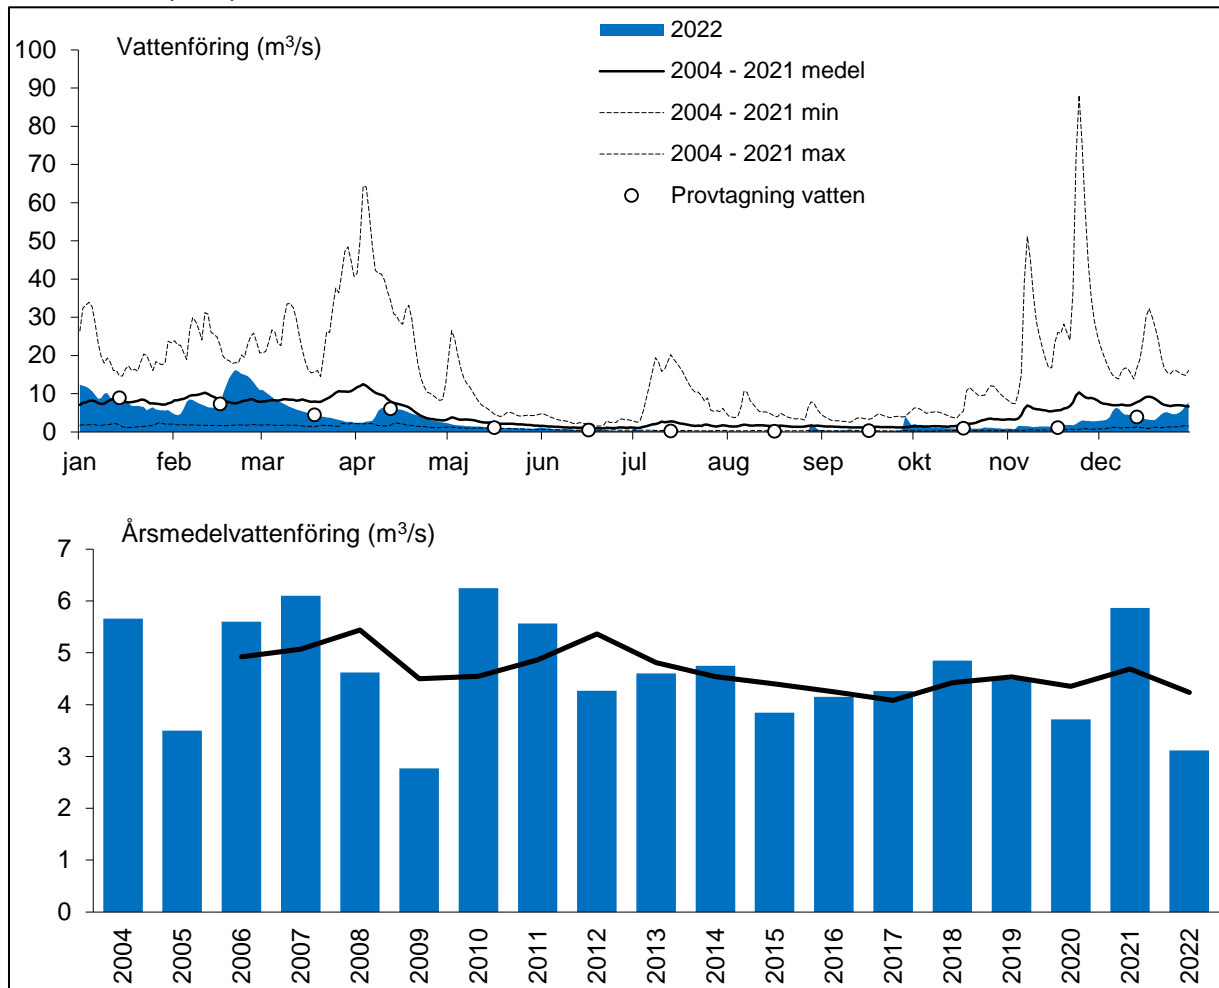 Vattenföring (m³/s)
2022
2004 - 2021 medel
2004 - 2021 min
2004 - 2021 max
Provtagning vatten
100
90
80
70
60
50
40
30
20
10
0
jan feb mar apr maj jun jul aug sep okt nov dec
Årsmedelvattenföring (m³/s)
7
6
5
4
3
2
1
0
2004 2005 2006 2007 2008 2009 2010 2011 2012 2013 2014 2015 2016 2017 2018 2019 2020 2021 2022